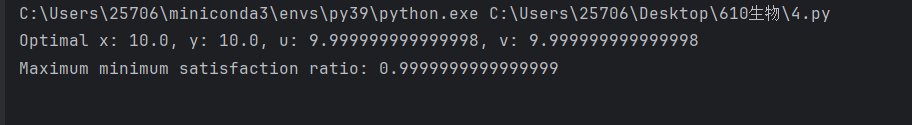 C:\Users\25706\miniconda3\envs\py39\python.exe C:\Users\25706\Desktop\610生物\4.py
Optimal x: 10.0, y: 10.0, u: 9.999999999999998, v: 9.999999999999998
Maximum minimum satisfaction ratio: 0.9999999999999999